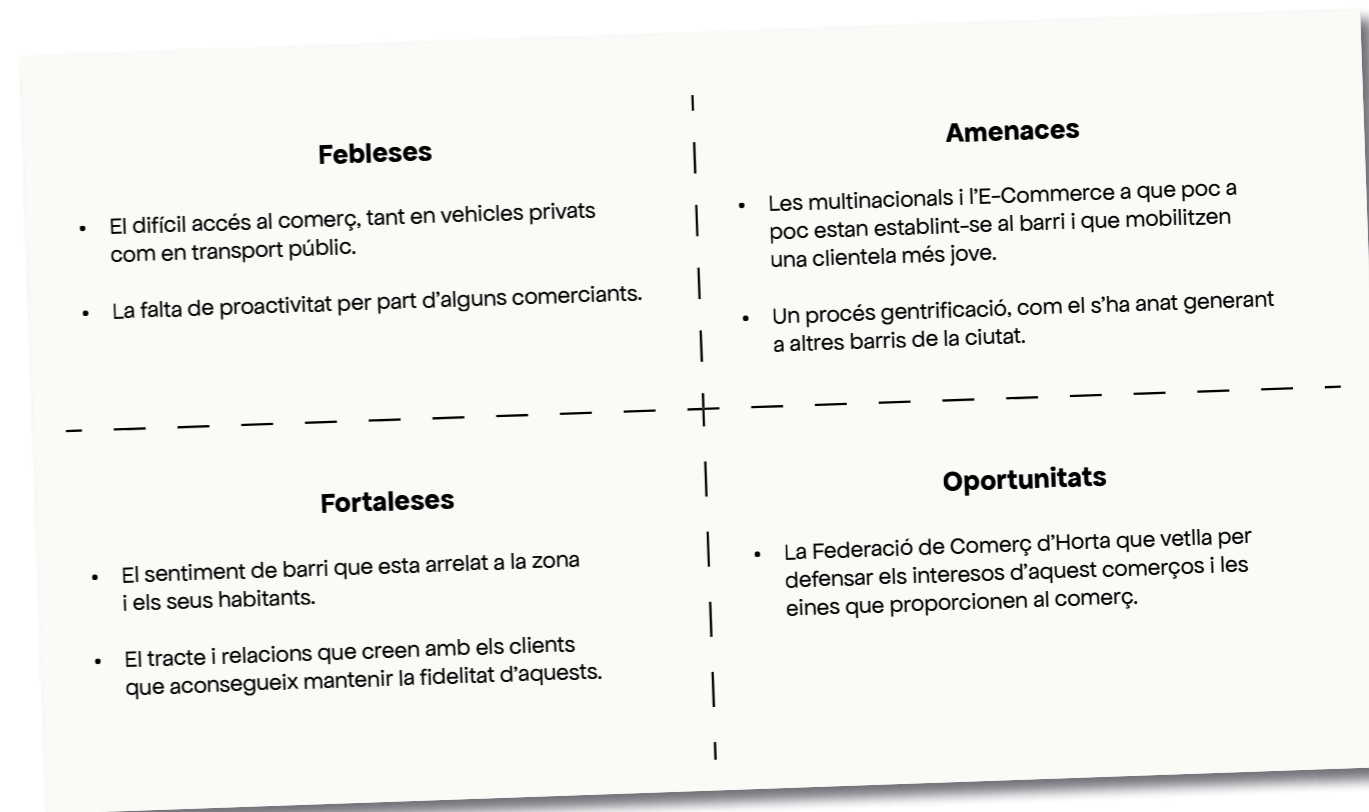 Febleses
El difícil accés al comerç, tant en vehicles privats
com en transport públic.
La falta de proactivitat per part d'alguns comerciants.
Amenaces
Les multinacionals i l'E-Commerce a que poc a
poc estan establint-se al barri i que mobilitzen
una clientela més jove.
Un procés gentrificació, com el s'ha anat generant
a altres barris de la ciutat.
Fortaleses
El sentiment de barri que esta arrelat a la zona
i els seus habitants.
El tracte i relacions que creen amb els clients
que aconsegueix mantenir la fidelitat d'aquests.
Oportunitats
La Federació de Comerç d'Horta que vetlla per
defensar els interesos d'aquest comerços i les
eines que proporcionen al comerç.